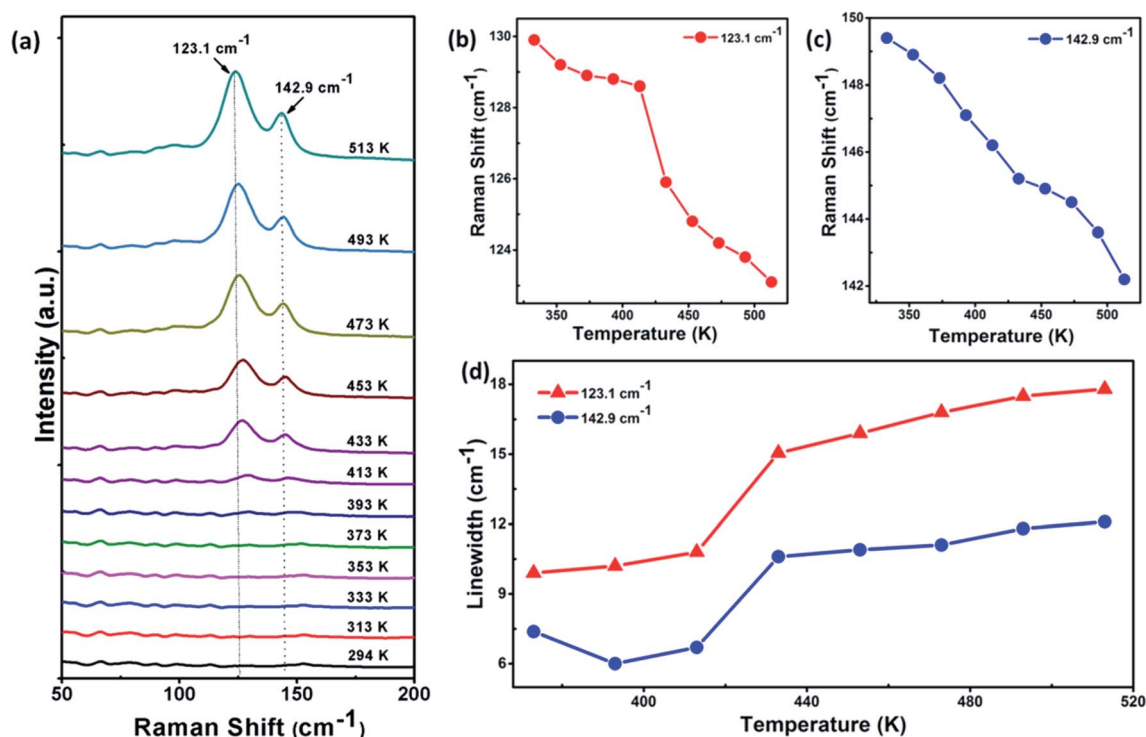 (a)
123.1 cm⁻¹
142.9 cm⁻¹
513 K
493 K
473 K
453 K
433 K
413 K
393 K
373 K
353 K
333 K
313 K
294 K
Intensity (a.u.)
50 100 150 200
Raman Shift (cm⁻¹)
(b)
123.1 cm⁻¹
130
128
126
124
Raman Shift (cm⁻¹)
350 400 450 500
Temperature (K)
(c)
142.9 cm⁻¹
150
148
146
144
142
Raman Shift (cm⁻¹)
350 400 450 500
Temperature (K)
(d)
123.1 cm⁻¹
142.9 cm⁻¹
18
15
12
9
6
Linewidth (cm⁻¹)
400 440 480 520
Temperature (K)